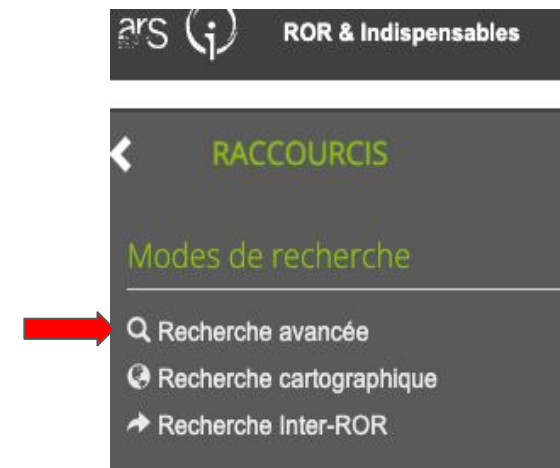 ars ROR & Indispensables
RACCOURCIS
Modes de recherche
Recherche avancée
Recherche cartographique
Recherche Inter-ROR